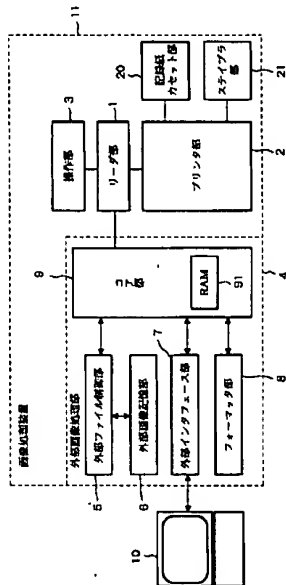 11
画像処理装置
3
操作部
1
リーダ部
20
記録紙カセット部
21
ステイプラ部
プリンタ部
2
外部画像処理部
9
コア部
RAM
91
4
外部ファイル制御部
5
外部画像記憶部
6
外部インタフェース部
7
フォーマッタ部
8
10